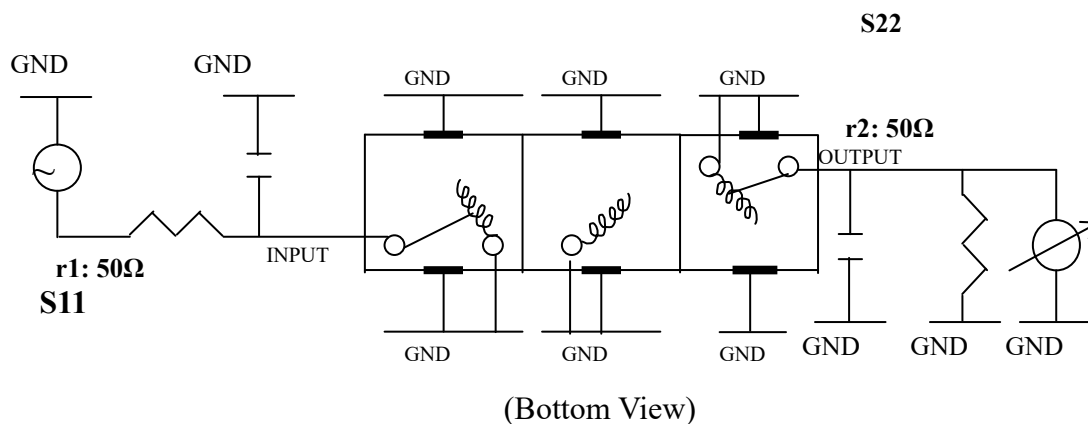 S22
GND
GND
GND
GND
GND
r2: 50Ω
OUTPUT
INPUT
r1: 50Ω
S11
GND
GND
GND
GND
GND
GND
(Bottom View)